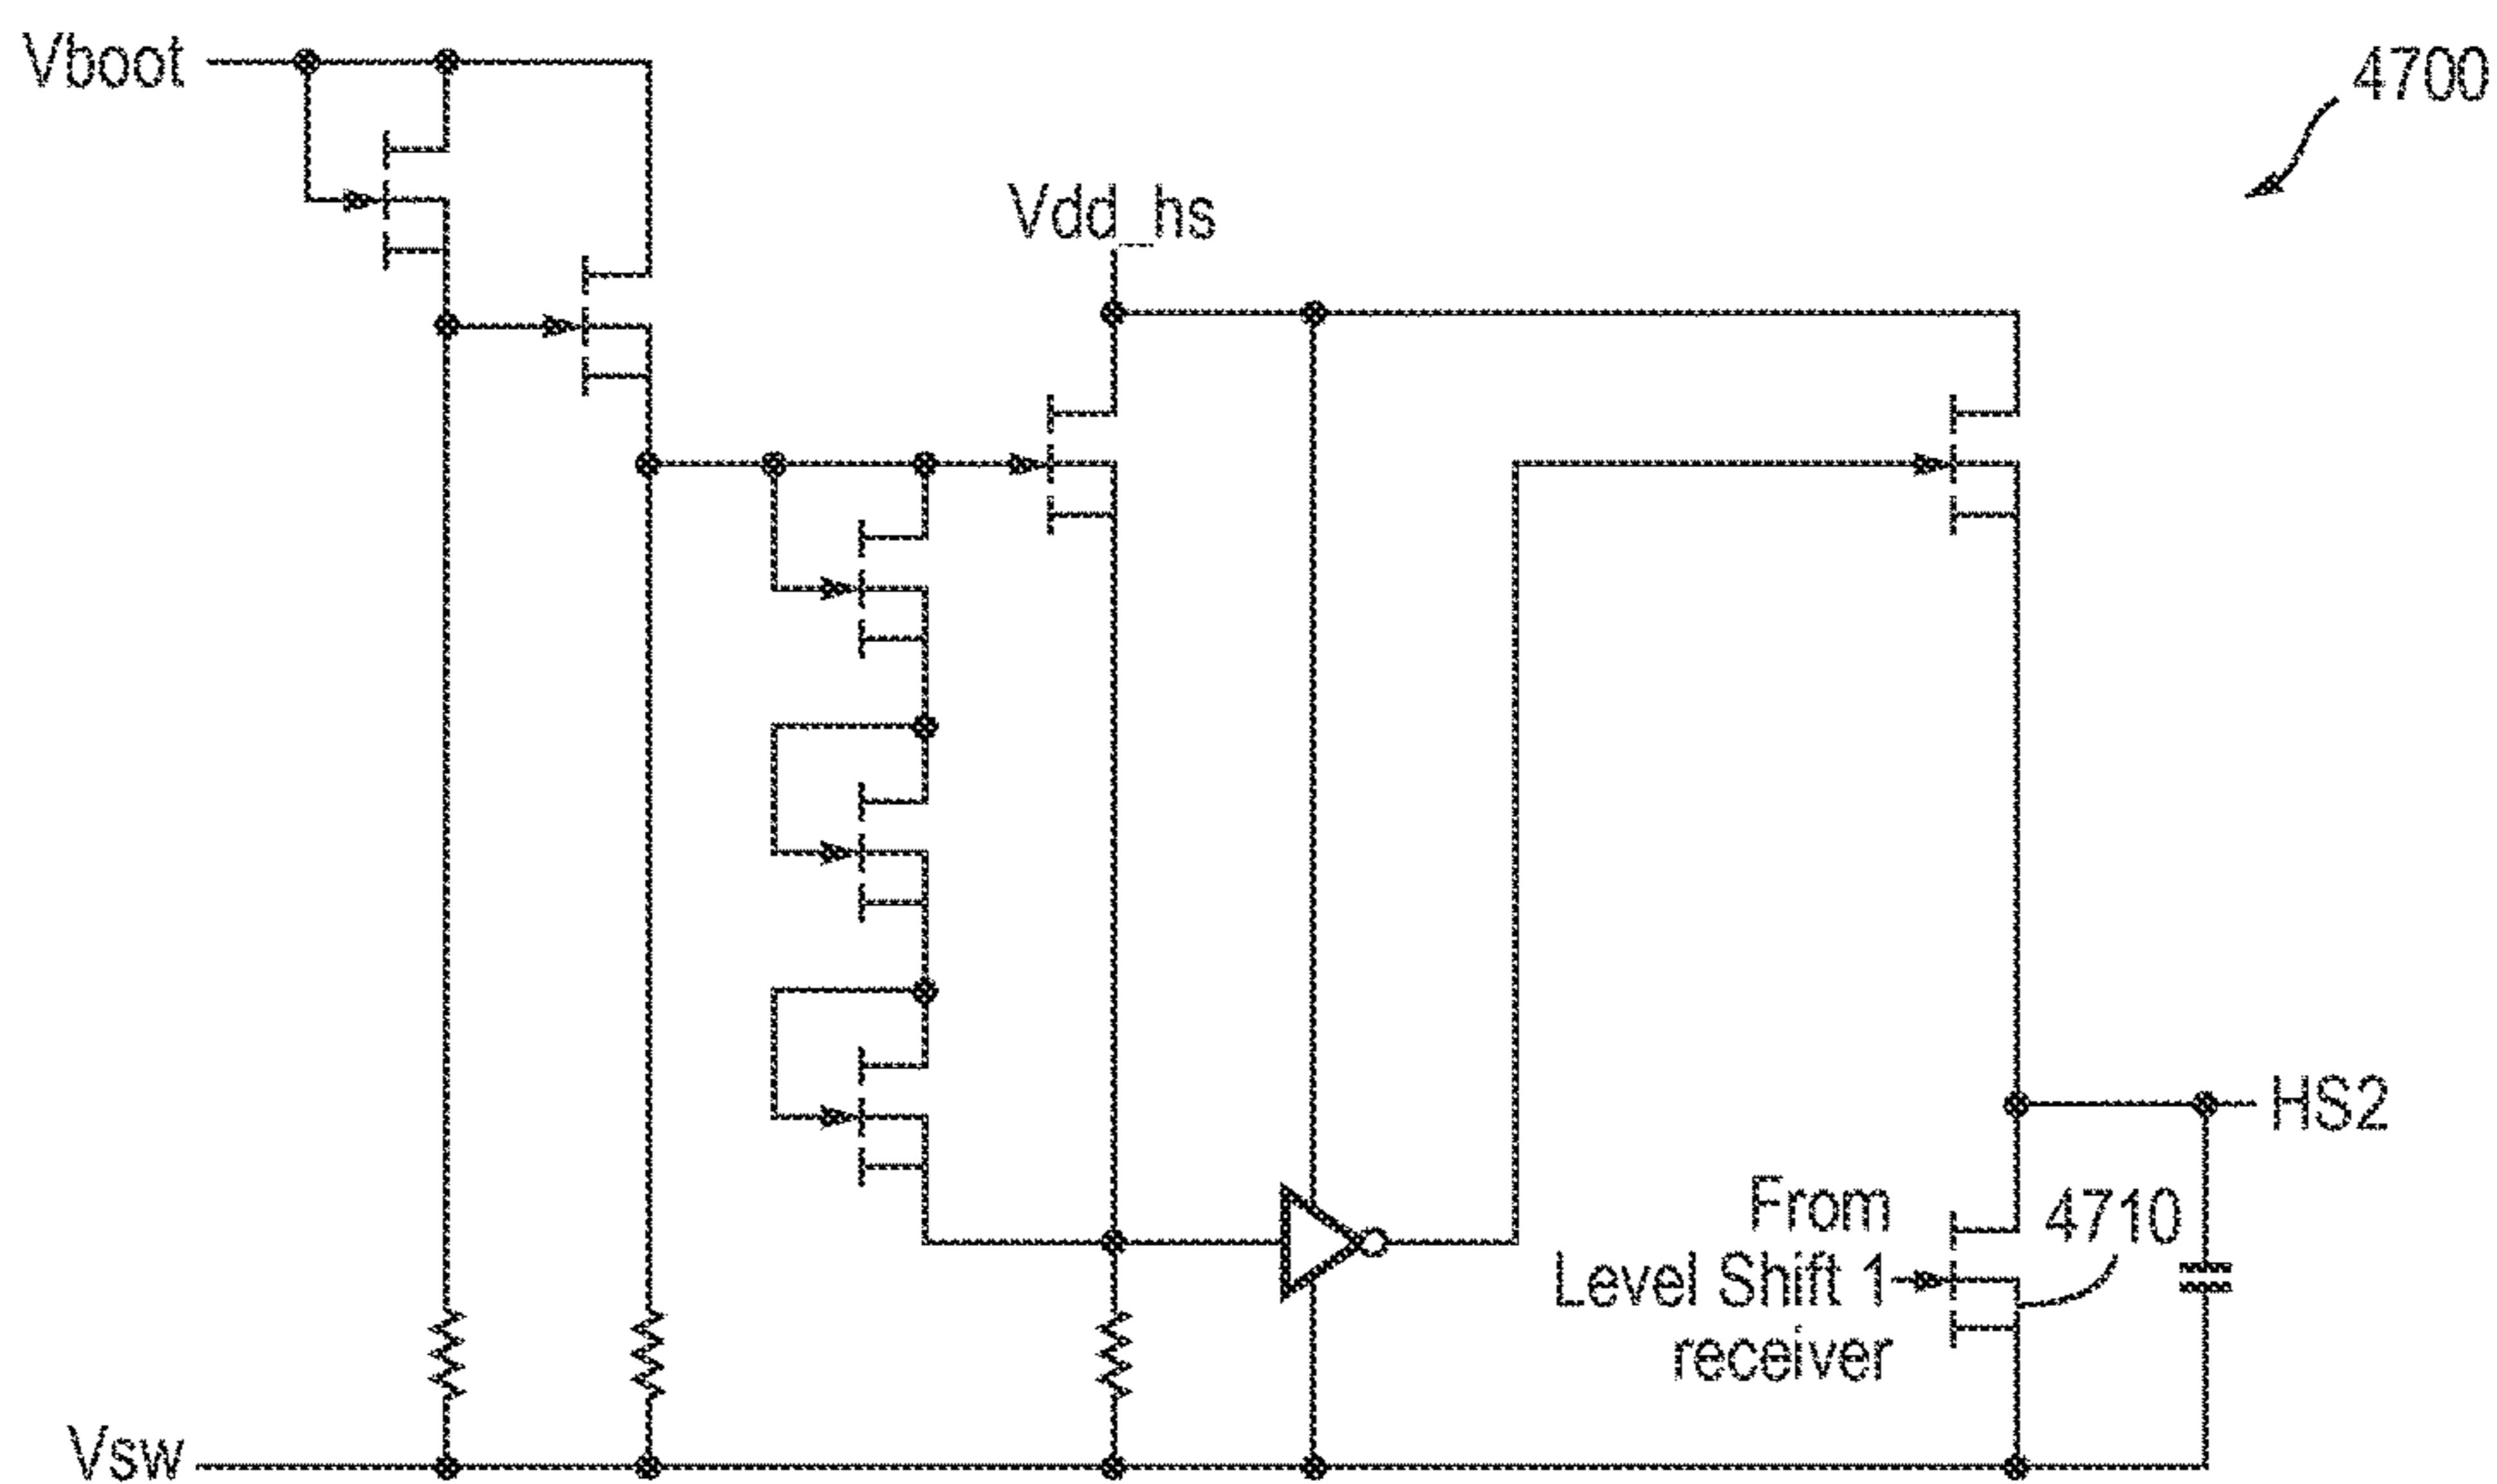 Vboot
4700
Vdd_hs
HS2
From
Level Shift 1
receiver
4710
Vsw